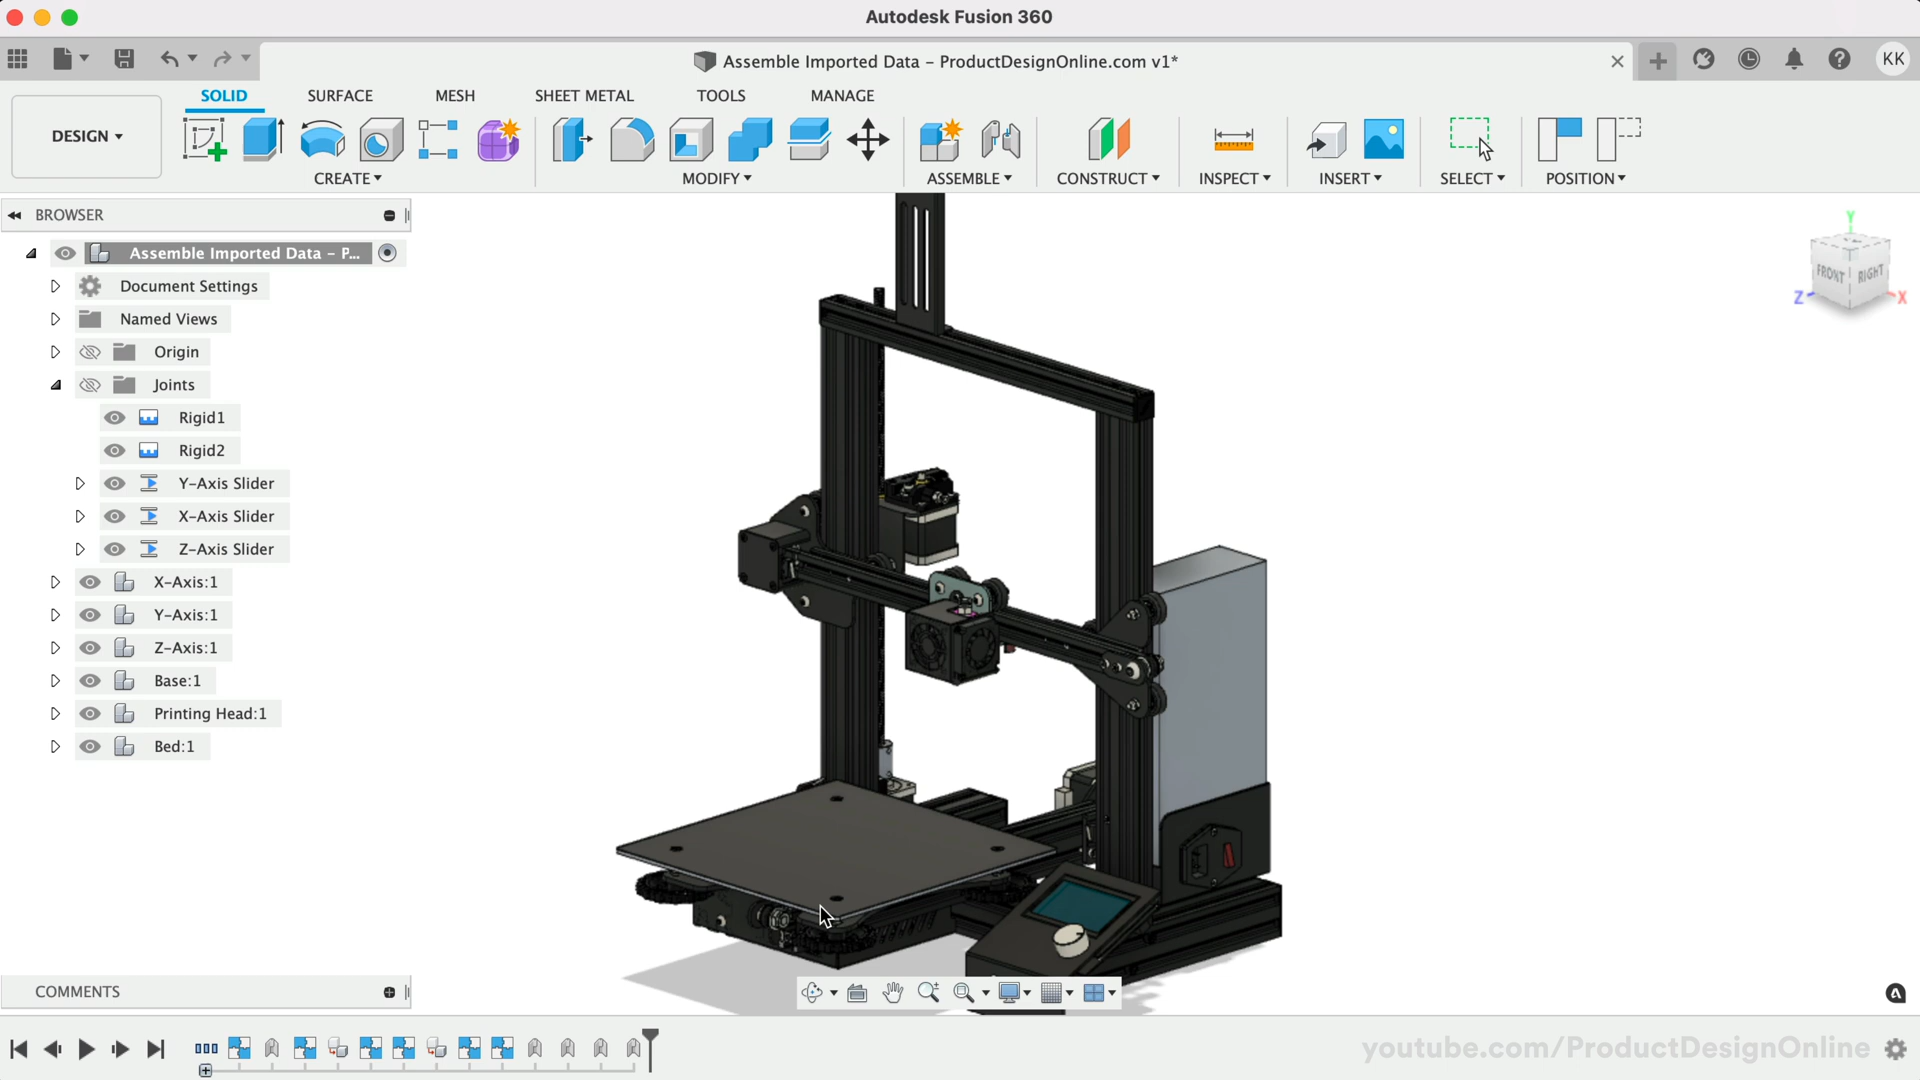 Autodesk Fusion 360
Assemble Imported Data – ProductDesignOnline.com v1*
KK
DESIGN
SOLID
SURFACE
MESH
SHEET METAL
TOOLS
MANAGE
CREATE
MODIFY
ASSEMBLE
CONSTRUCT
INSPECT
INSERT
SELECT
POSITION
BROWSER
Assemble Imported Data – P...
Document Settings
Named Views
Origin
Joints
Rigid1
Rigid2
Y-Axis Slider
X-Axis Slider
Z-Axis Slider
X-Axis:1
Y-Axis:1
Z-Axis:1
Base:1
Printing Head:1
Bed:1
Y
FRONT
RIGHT
Z
X
COMMENTS
youtube.com/ProductDesignOnline